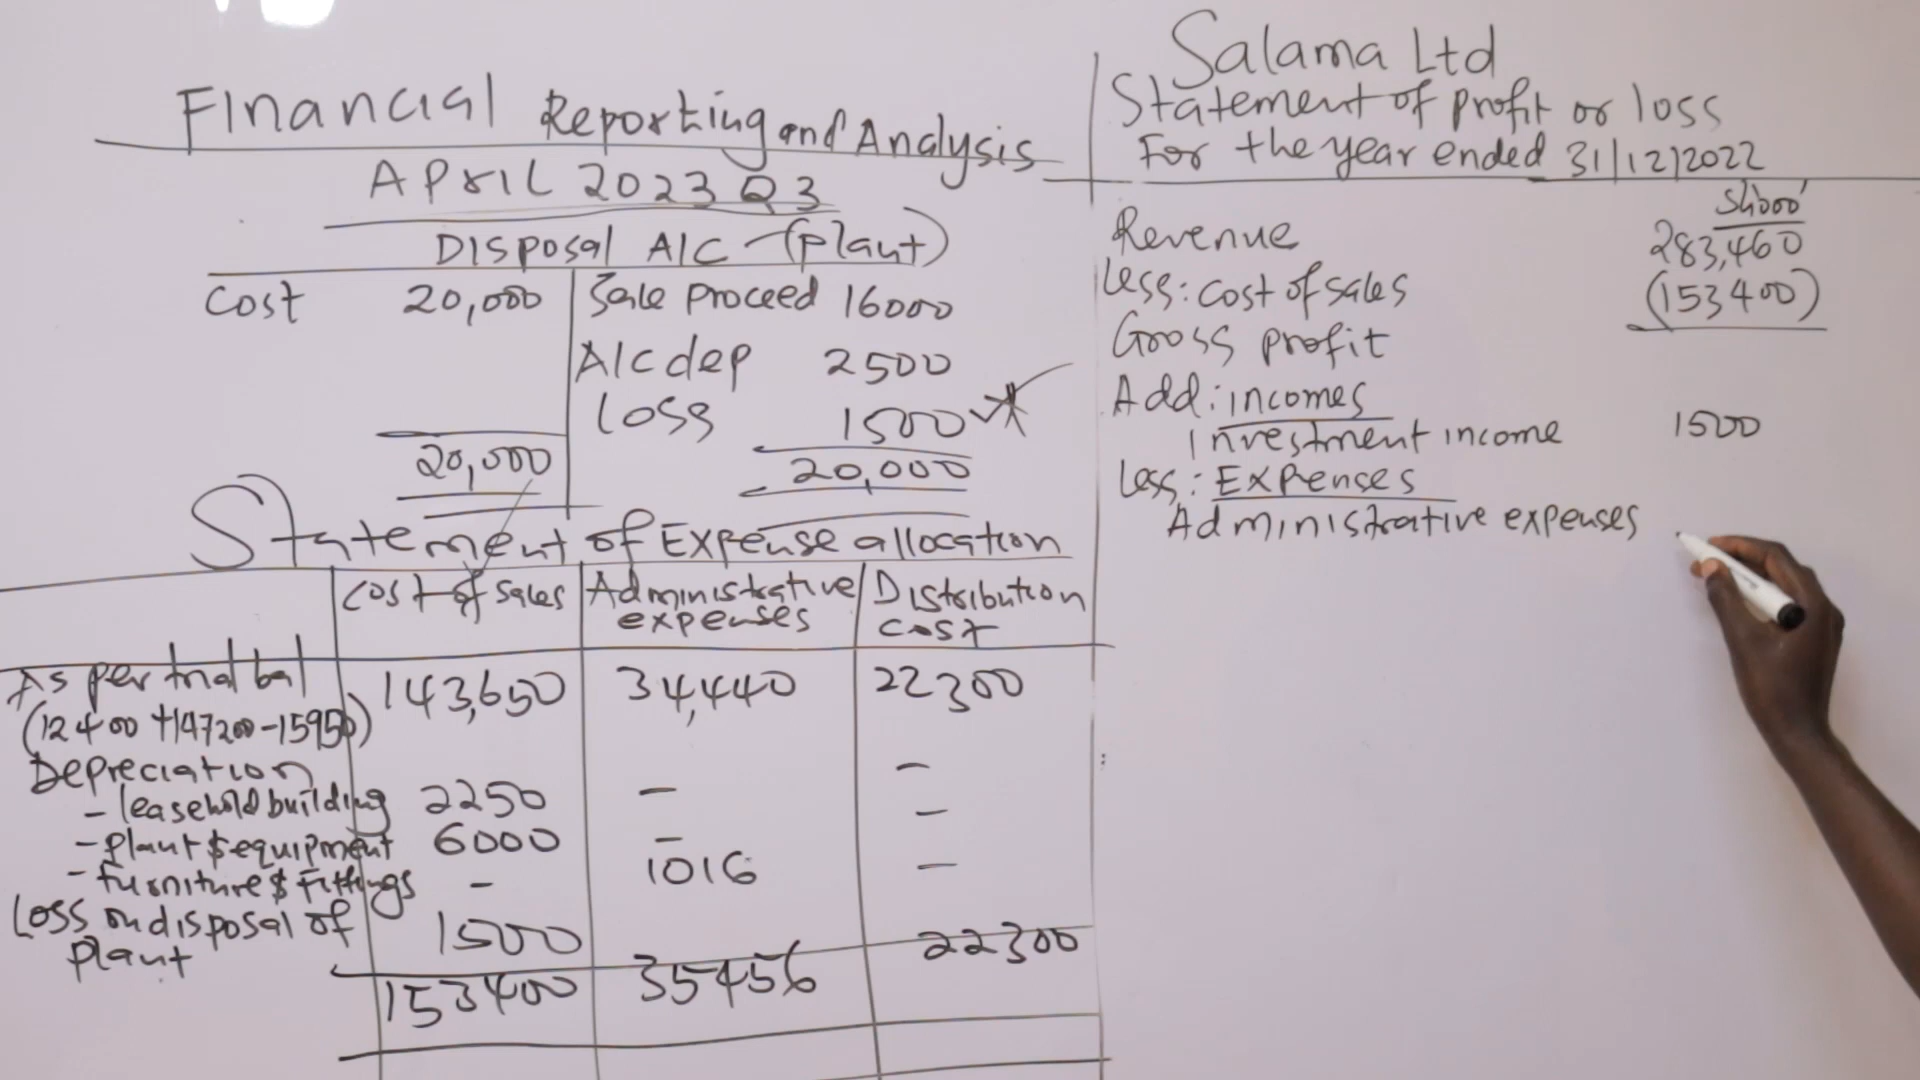 Financial Reporting and Analysis
April 2023 Q3
Disposal A/C - (plant)
Cost 20,000 Sale proceed 16000
A/C dep 2500
Loss 1500
20,000 20,000
Statement of Expense allocation
Cost of sales Administrative expenses Distribution cost
As per trial bal 143,650 34,440 22300
(12400 + 147200 - 15950)
Depreciation -
- leasehold building 2250 - -
- plant & equipment 6000 -
- furniture & Fittings - 1016 -
Loss on disposal of
plant 1500
153400 35456 22300
Salama Ltd
Statement of profit or loss
For the year ended 31/12/2022
Sh'000'
Revenue 283,460
Less: cost of sales (153400)
Gross profit
Add: incomes
Investment income 1500
Less: Expenses
Administrative expenses